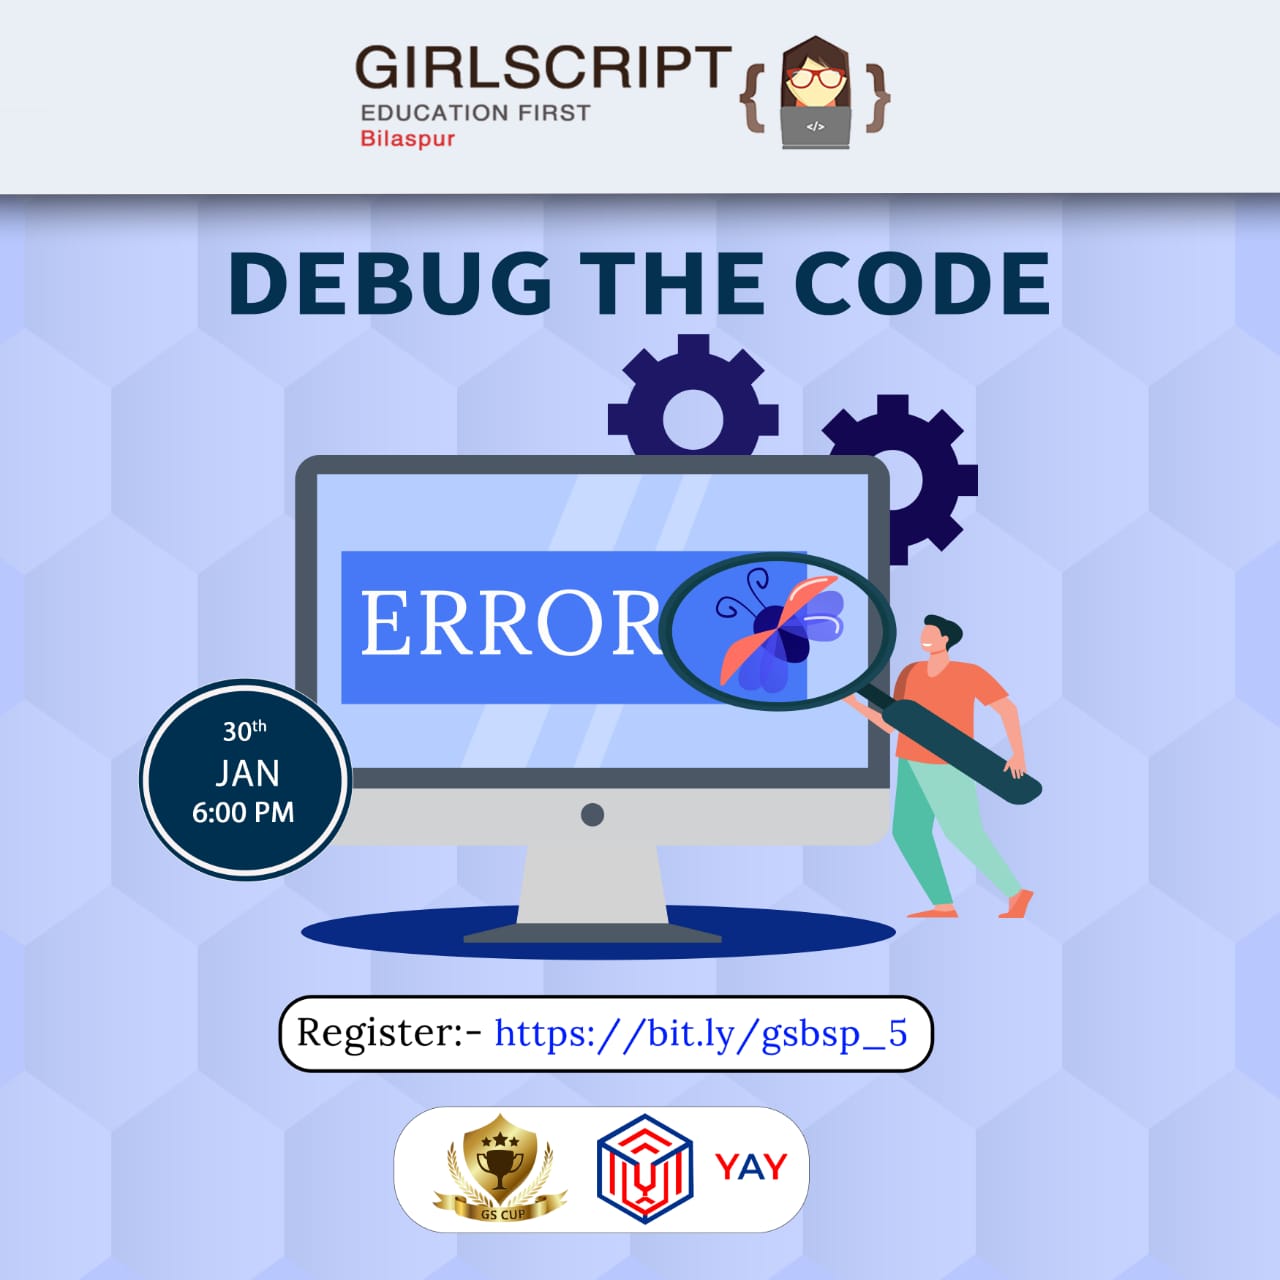 GIRLSCRIPT
EDUCATION FIRST
Bilaspur
</>
DEBUG THE CODE
ERROR
30th
JAN
6:00 PM
Register:- https://bit.ly/gsbsp_5
GS CUP
YAY